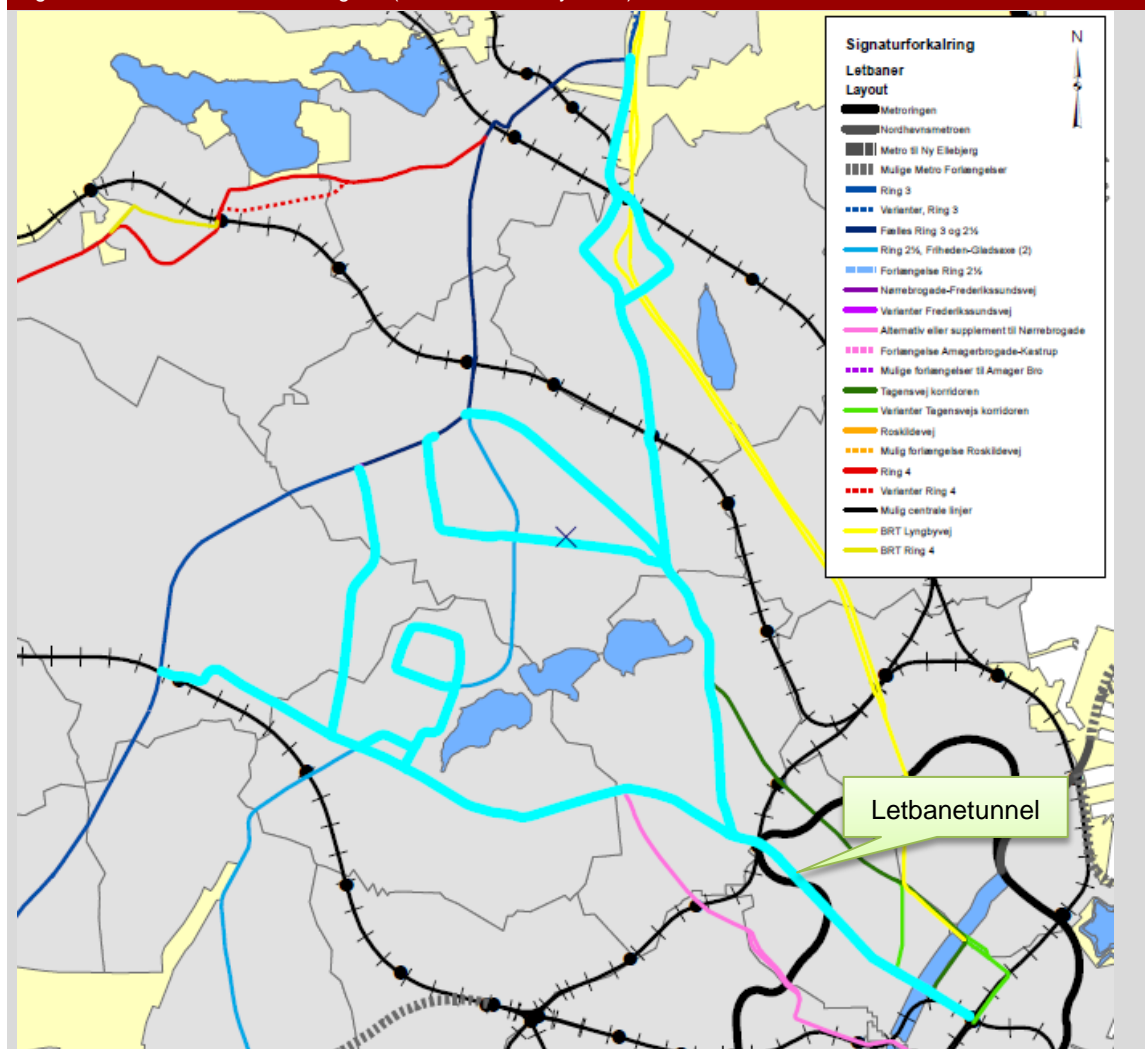 Signaturforkalring
N
Letbaner
Layout
Metroringen
Nordhavnsmetroen
Metro til Ny Ellebjerg
Mulige Metro Forlængelser
Ring 3
Varianter, Ring 3
Fælles Ring 3 og 2½
Ring 2½, Friheden-Gladsaxe (2)
Forlængelse Ring 2½
Nørrebrogade-Frederikssundsvej
Varianter Frederikssundsvej
Alternativ eller supplement til Nørrebrogade
Forlængelse Amagerbrogade-Kastrup
Mulige forlængelser til Amager Bro
Tagensvej korridoren
Varianter Tagensvejs korridoren
Roskildevej
Mulig forlængelse Roskildevej
Ring 4
Varianter Ring 4
Mulig centrale linjer
BRT Lyngbyvej
BRT Ring 4
Letbanetunnel